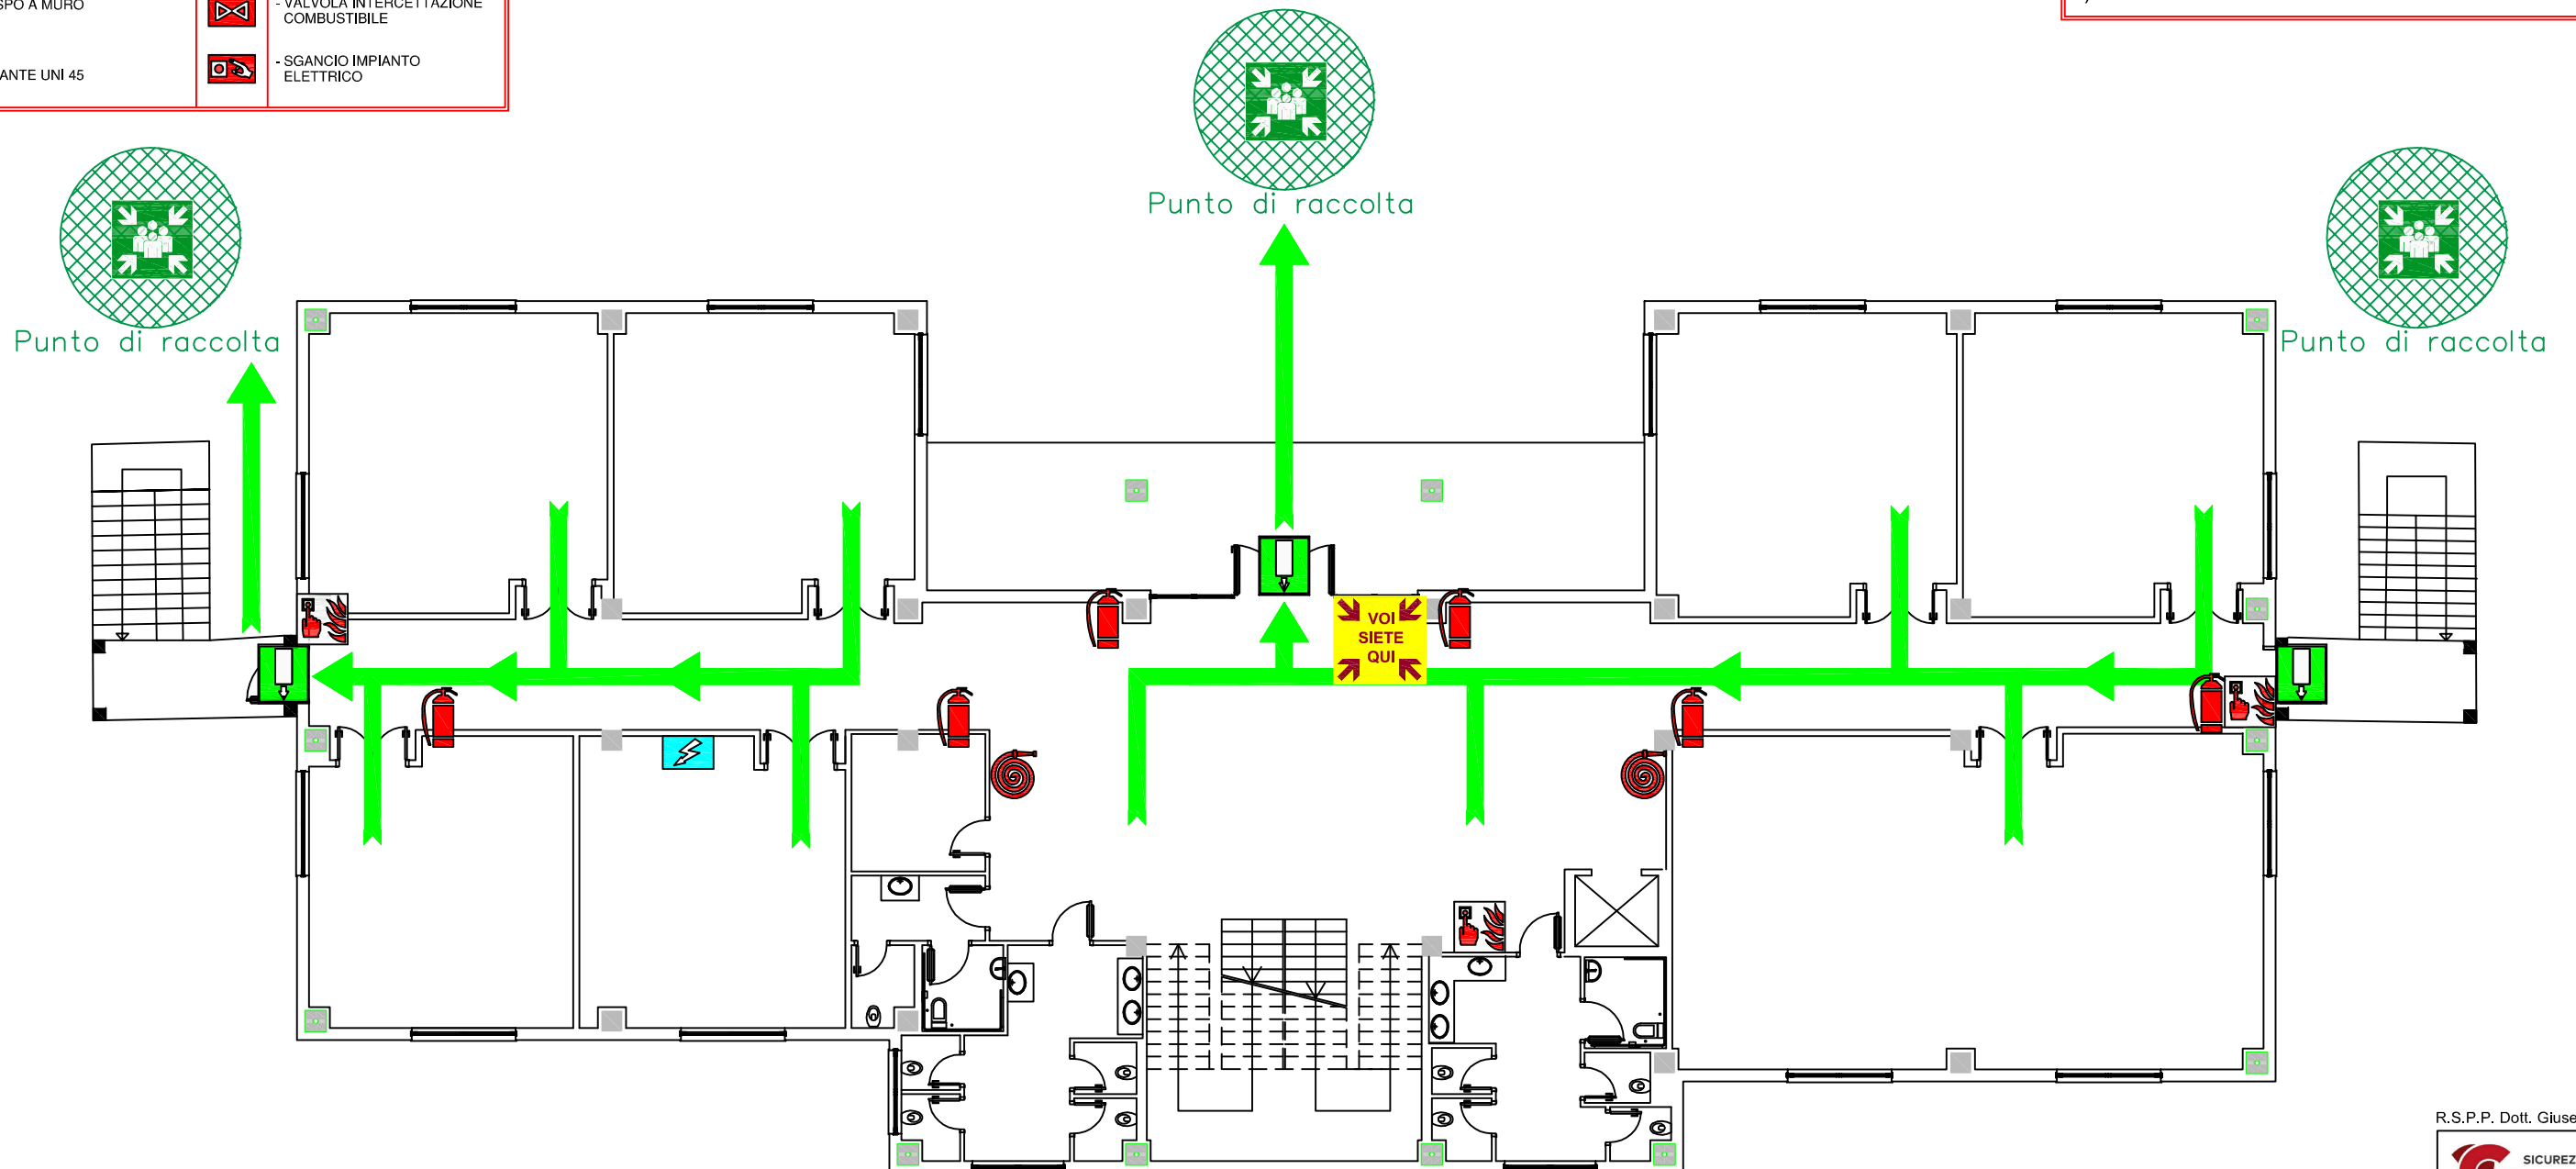 SPO A MURO
- VALVOLA INTERCETTAZIONE
COMBUSTIBILE
ANTE UNI 45
- SGANCIO IMPIANTO
ELETTRICO
Punto di raccolta
Punto di raccolta
Punto di raccolta
VOI
SIETE
QUI
R.S.P.P. Dott. Giuse
SICUREZ